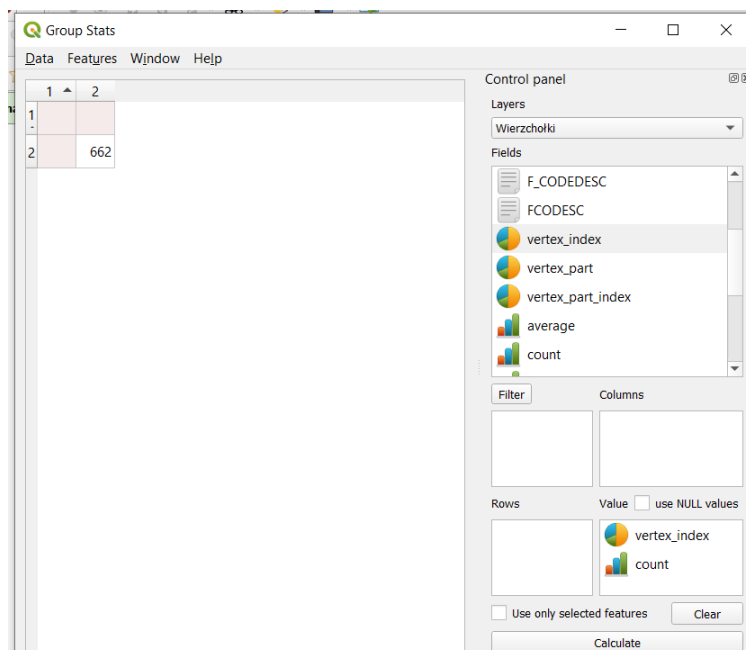 Group Stats
Data Features Window Help
1 2
1
2 662
Control panel
Layers
Wierzchołki
Fields
F_CODEDESC
FCODESC
vertex_index
vertex_part
vertex_part_index
average
count
Filter Columns
Rows Value use NULL values
vertex_index
count
Use only selected features Clear
Calculate